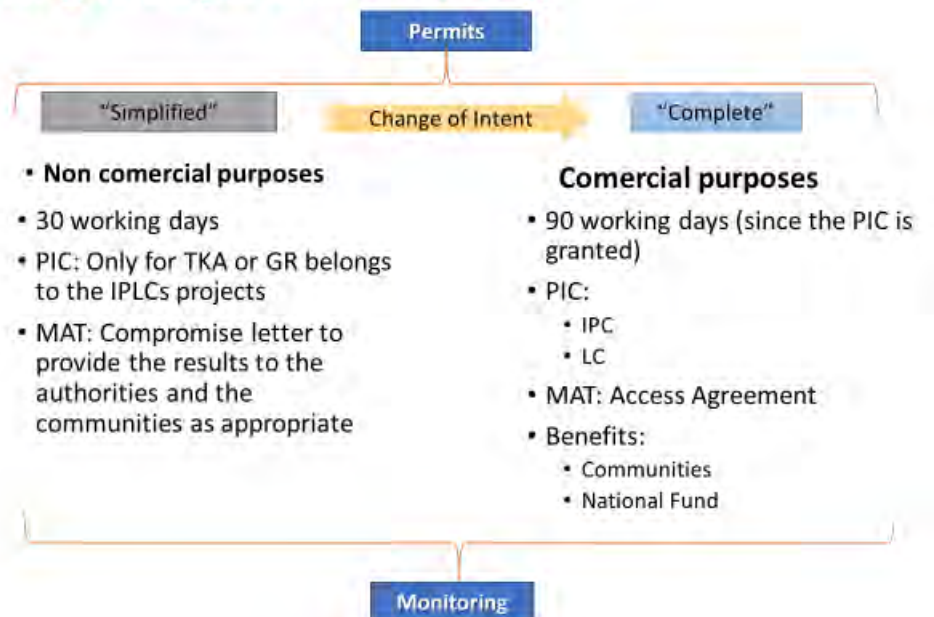 Permits
"Simplified"
Change of Intent
"Complete"
• Non comercial purposes
• 30 working days
• PIC: Only for TKA or GR belongs
to the IPLCs projects
• MAT: Compromise letter to
provide the results to the
authorities and the
communities as appropriate
Comercial purposes
• 90 working days (since the PIC is
granted)
• PIC:
• IPC
• LC
• MAT: Access Agreement
• Benefits:
• Communities
• National Fund
Monitoring